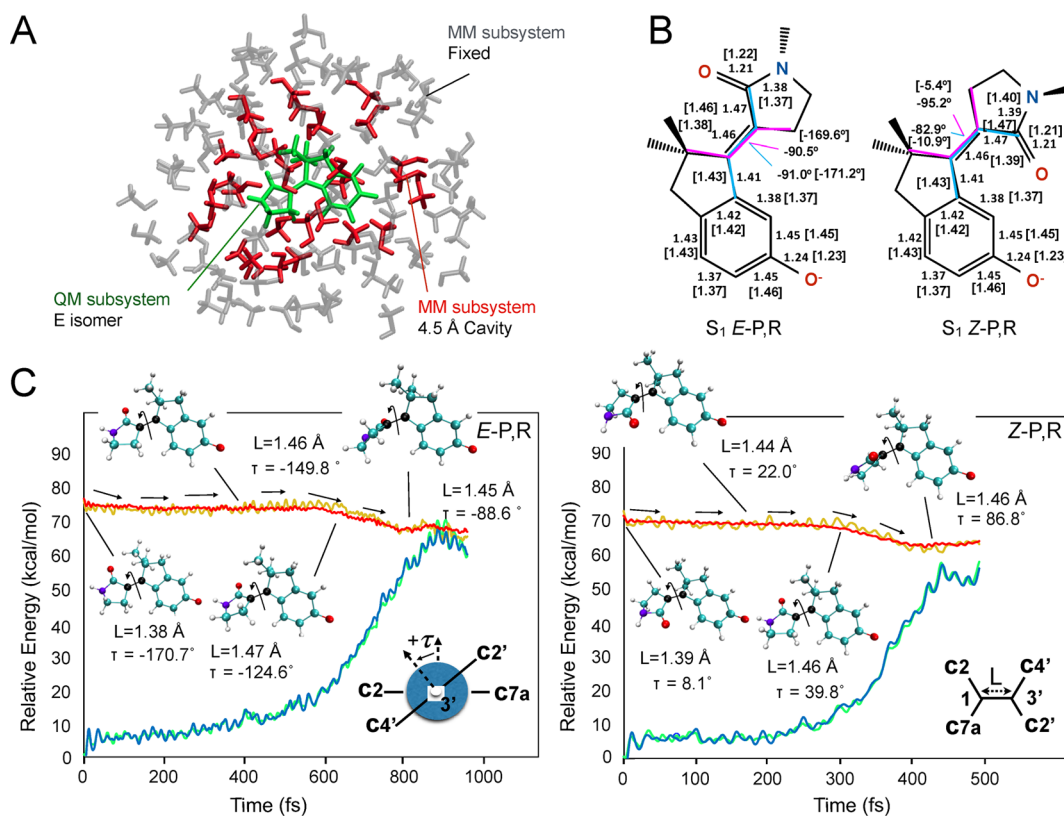 A
MM subsystem
Fixed
QM subsystem
E isomer
MM subsystem
4.5 Å Cavity
B
[1.22]
1.21
O
N
1.38
[1.37]
1.47
[1.46]
[1.38]
1.46
[-169.6º]
-90.5º
-91.0º [-171.2º]
[1.43]
1.41
1.38 [1.37]
1.42
[1.42]
1.43
[1.43]
1.45 [1.45]
1.24 [1.23]
1.37
[1.37]
1.45
[1.46]
O-
S1 E-P,R
[-5.4º]
-95.2º
[1.40]
N
1.39
-82.9º
[-10.9º]
[1.47]
1.47
[1.21]
1.21
O
1.46
[1.39]
[1.43]
1.41
1.38 [1.37]
1.42
[1.42]
1.42
[1.43]
1.45 [1.45]
1.24 [1.23
1.37
[1.37]
1.45
[1.46]
O-
S1 Z-P,R
C
E-P,R
Relative Energy (kcal/mol)
90
80
70
60
50
40
30
20
10
0
L=1.46 Å
τ = -149.8°
L=1.45 Å
τ = -88.6°
L=1.38 Å
τ = -170.7°
L=1.47 Å
τ = -124.6°
+τ
C2'
C2
C7a
3'
C4'
0 200 400 600 800 1000
Time (fs)
Z-P,R
Relative Energy (kcal/mol)
90
80
70
60
50
40
30
20
10
0
L=1.44 Å
τ = 22.0°
L=1.46 Å
τ = 86.8°
L=1.39 Å
τ = 8.1°
L=1.46 Å
τ = 39.8°
C2 L C4'
1 3'
C7a C2'
0 100 200 300 400 500
Time (fs)